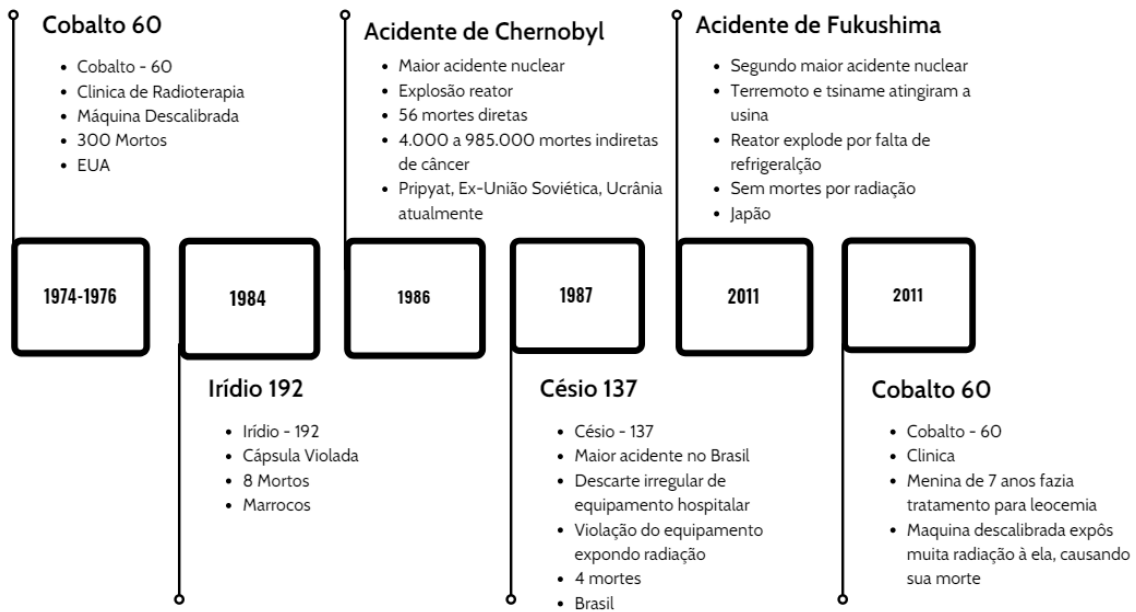 Cobalto 60
• Cobalto - 60
• Clinica de Radioterapia
• Máquina Descalibrada
• 300 Mortos
• EUA
Acidente de Chernobyl
• Maior acidente nuclear
• Explosão reator
• 56 mortes diretas
• 4.000 a 985.000 mortes indiretas
de câncer
• Pripyat, Ex-União Soviética, Ucrânia
atualmente
Acidente de Fukushima
• Segundo maior acidente nuclear
• Terremoto e tsiname atingiram a
usina
• Reator explode por falta de
refrigeralção
• Sem mortes por radiação
• Japão
1974-1976
1984
1986
1987
2011
2011
Irídio 192
• Irídio - 192
• Cápsula Violada
• 8 Mortos
• Marrocos
Césio 137
• Césio - 137
• Maior acidente no Brasil
• Descarte irregular de
equipamento hospitalar
• Violação do equipamento
expondo radiação
• 4 mortes
• Brasil
Cobalto 60
• Cobalto - 60
• Clinica
• Menina de 7 anos fazia
tratamento para leocemia
• Maquina descalibrada expôs
muita radiação à ela, causando
sua morte